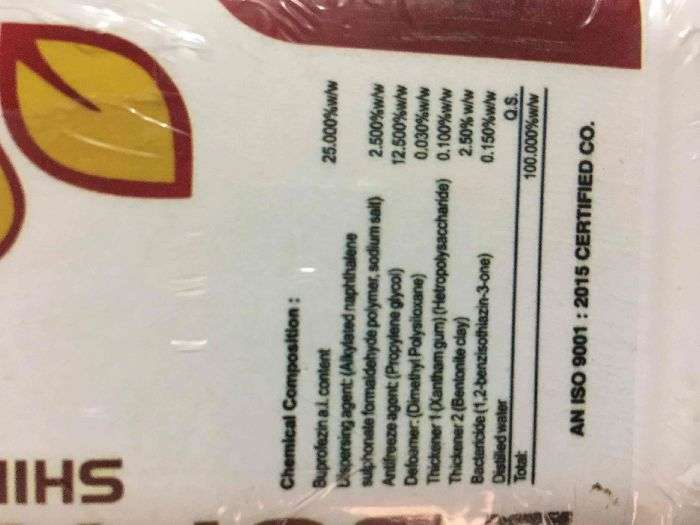 Chemical Composition :
Buprofezin a.I. content 25.000%w/w
Dispersing agent: (Alkylated naphthalene
sulphonate formaldehyde polymer, sodium salt) 2.500%w/w
Antifreeze agent: (Propylene glycol) 12.500%w/w
Defoamer: (Dimethyl Polysiloxane) 0.030%w/w
Thickener 1 (Xantham gum) (Hetropolysaccharide) 0.100%w/w
Thickener 2 (Bentonite clay) 2.50% w/w
Bactericide (1,2-benzisothiazin-3-one) 0.150%w/w
Distilled water Q.S.
Total: 100.000%w/w
AN ISO 9001 : 2015 CERTIFIED CO.
SHI